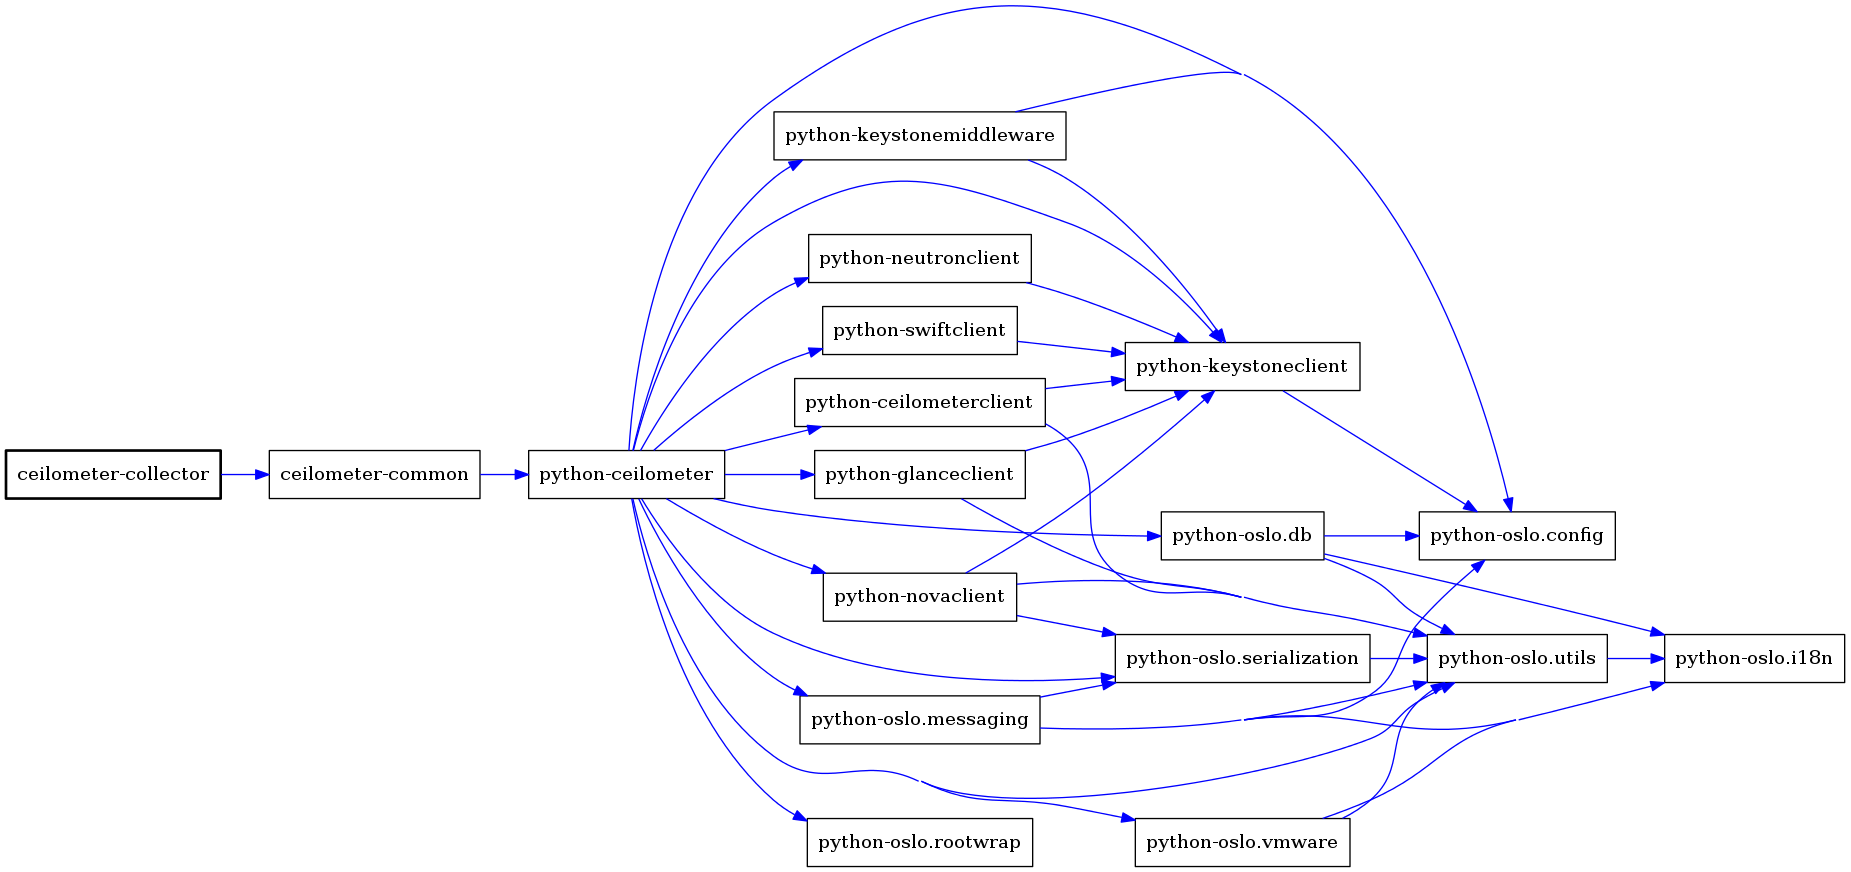 python-keystonemiddleware
python-neutronclient
python-swiftclient
python-keystoneclient
python-ceilometerclient
ceilometer-collector
ceilometer-common
python-ceilometer
python-glanceclient
python-oslo.db
python-oslo.config
python-novaclient
python-oslo.serialization
python-oslo.utils
python-oslo.i18n
python-oslo.messaging
python-oslo.rootwrap
python-oslo.vmware